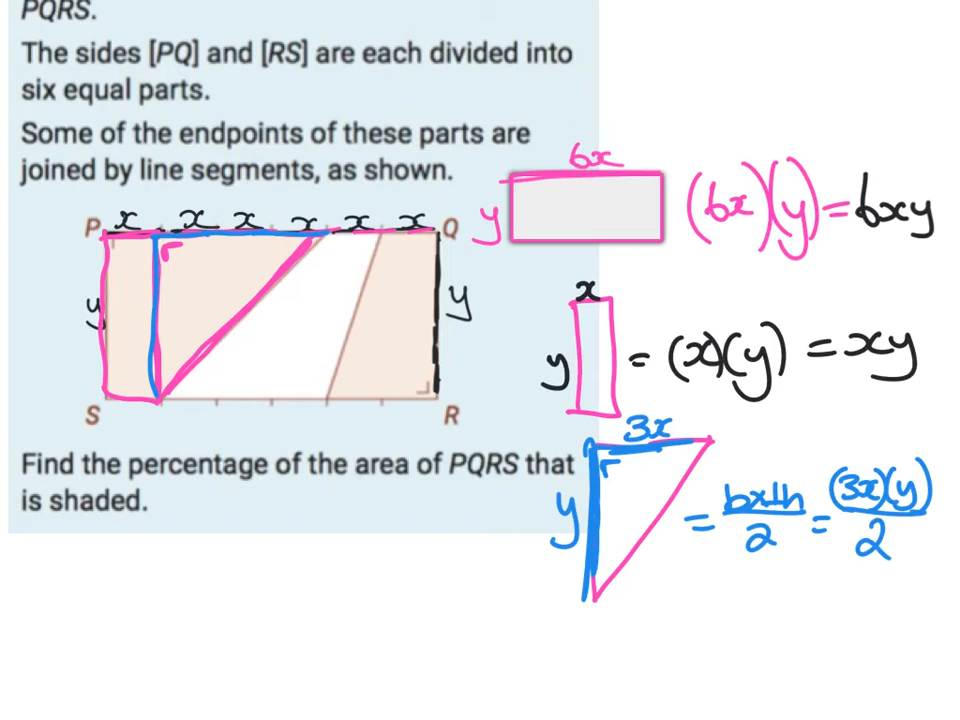 PQRS.
The sides [PQ] and [RS] are each divided into
six equal parts.
Some of the endpoints of these parts are
joined by line segments, as shown.
6x
y (6x)(y) = 6xy
P x x x x x x Q
y y
S R
x
y = (x)(y) = xy
3x
y = bxh/2 = (3x)(y)/2
Find the percentage of the area of PQRS that
is shaded.